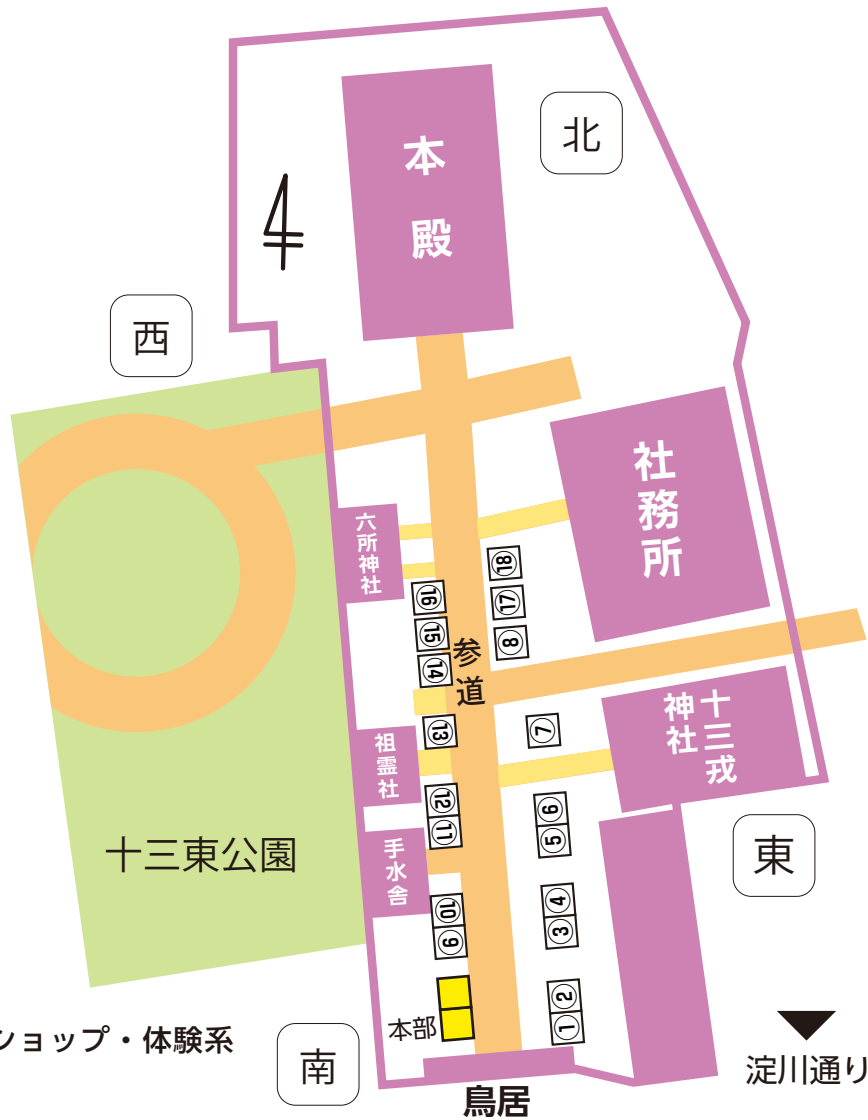 北
本殿
西
社務所
六所神社
⑱
⑯
⑰
⑮
⑧
参道
⑭
十三戎神社
⑬
⑦
祖霊社
⑫
⑥
⑪
⑤
手水舎
十三東公園
東
⑩
④
⑨
③
②
本部
①
ショップ・体験系
南
淀川通り
鳥居